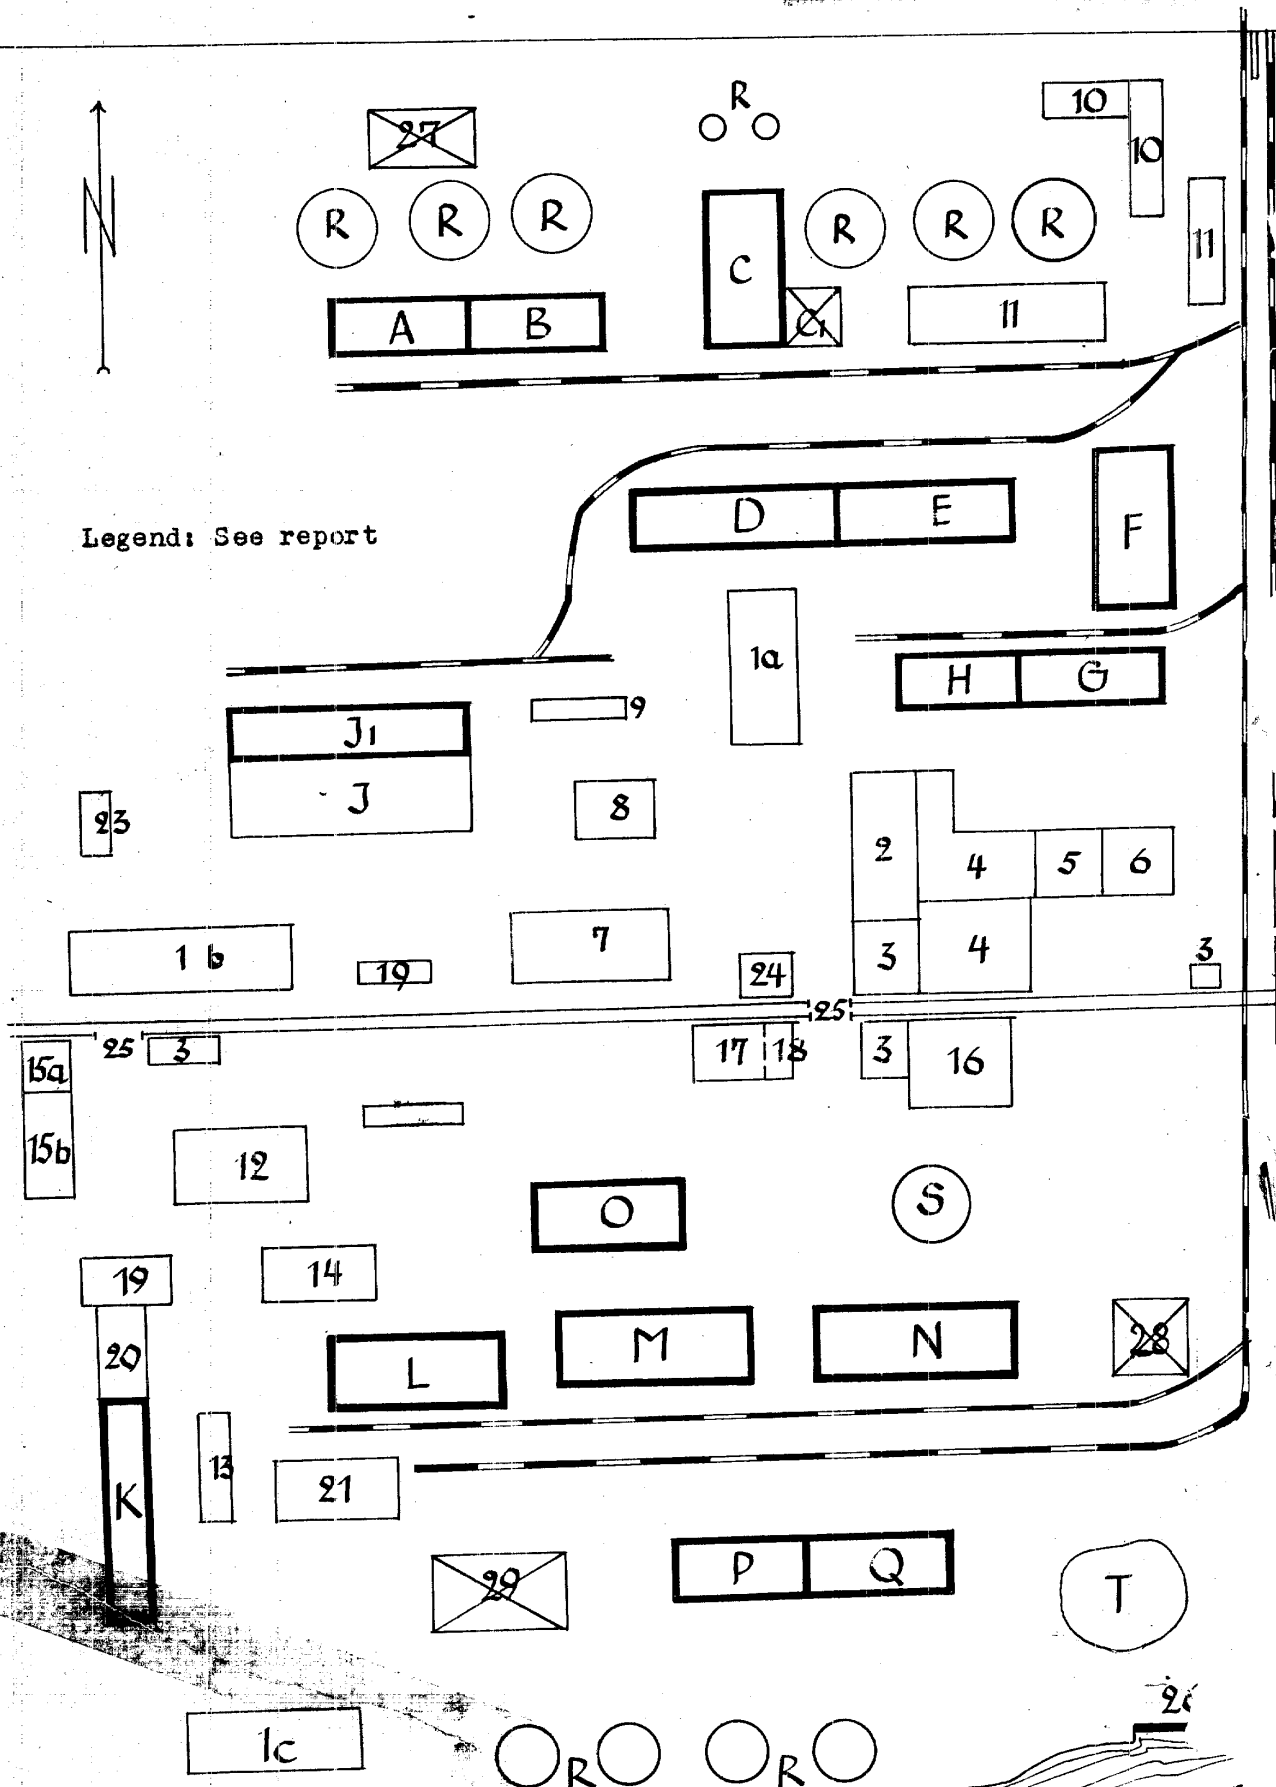 R
10
27
10
R R R C R R R 11
A B C1 11
N
D E F
Legend: See report
1a
H G
9
J1
J 8
23
2 4 5 6
1 b 19 7 24 3 4 3
25
25 3 17 18 3 16
15a
15b 12
O S
19 14
20 L M N 28
K 13 21
29 P Q T
1c R R